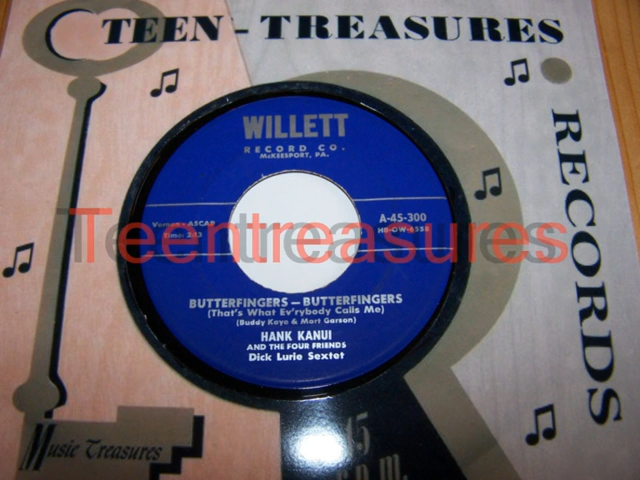 TEEN-TREASURES
RECORDS
WILLETT
RECORD CO.
McKEESPORT, PA.
Vernon - ASCAP
Time: 2:13
A-45-300
Teentreasures
BUTTERFINGERS — BUTTERFINGERS
(That's What Ev'rybody Calls Me)
(Buddy Kaye & Mort Garson)
HANK KANUI
AND THE FOUR FRIENDS
Dick Lurie Sextet
Music Treasures
45
r.p.m.